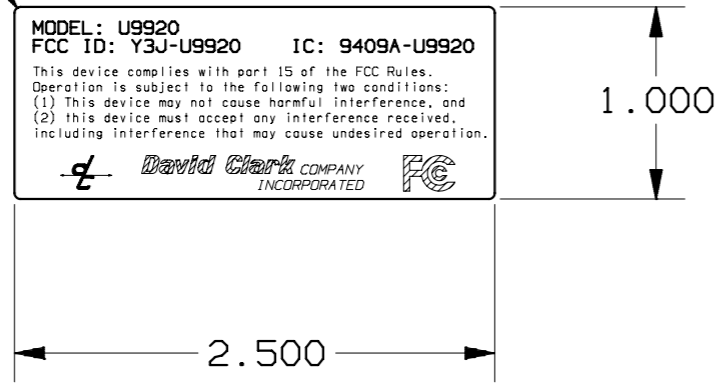 MODEL: U9920
FCC ID: Y3J-U9920 IC: 9409A-U9920
This device complies with part 15 of the FCC Rules.
Operation is subject to the following two conditions:
(1) This device may not cause harmful interference, and
(2) this device must accept any interference received,
including interference that may cause undesired operation.
David Clark COMPANY
INCORPORATED
FC
1.000
2.500